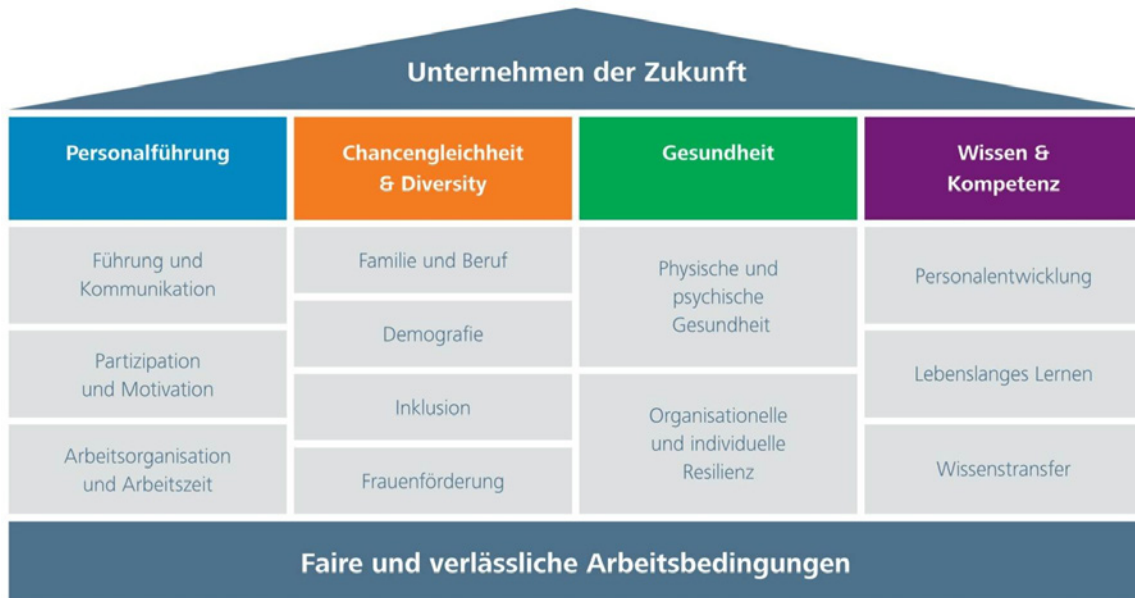 Unternehmen der Zukunft
Personalführung
Führung und
Kommunikation
Partizipation
und Motivation
Arbeitsorganisation
und Arbeitszeit
Chancengleichheit
& Diversity
Familie und Beruf
Demografie
Inklusion
Frauenförderung
Gesundheit
Physische und
psychische
Gesundheit
Organisationelle
und individuelle
Resilienz
Wissen &
Kompetenz
Personalentwicklung
Lebenslanges Lernen
Wissenstransfer
Faire und verlässliche Arbeitsbedingungen